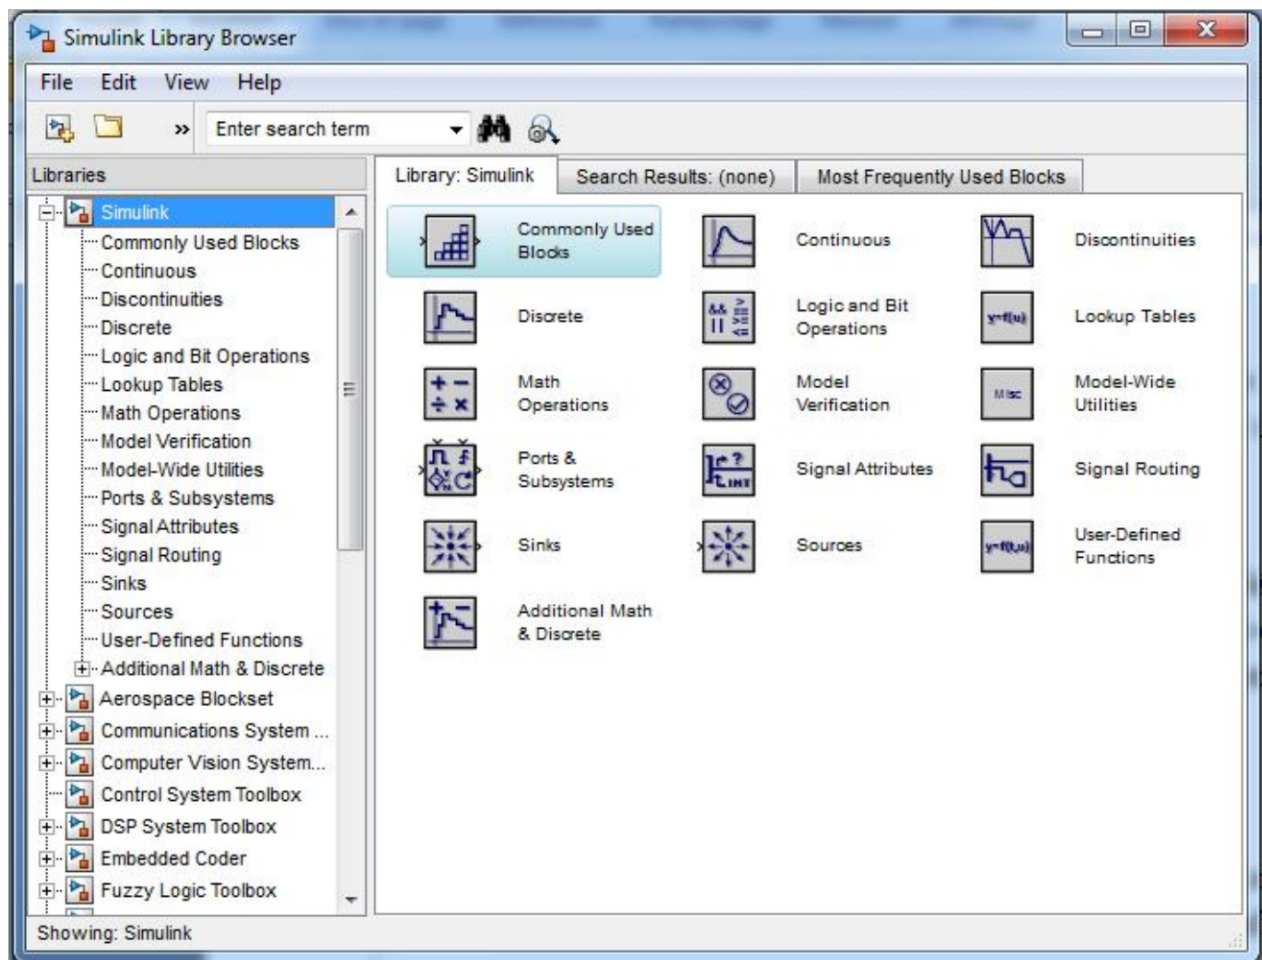 Simulink Library Browser
File Edit View Help
» Enter search term
Libraries
Simulink
Commonly Used Blocks
Continuous
Discontinuities
Discrete
Logic and Bit Operations
Lookup Tables
Math Operations
Model Verification
Model-Wide Utilities
Ports & Subsystems
Signal Attributes
Signal Routing
Sinks
Sources
User-Defined Functions
Additional Math & Discrete
Aerospace Blockset
Communications System ...
Computer Vision System...
Control System Toolbox
DSP System Toolbox
Embedded Coder
Fuzzy Logic Toolbox
Library: Simulink Search Results: (none) Most Frequently Used Blocks
Commonly Used
Blocks
Continuous
Discontinuities
Discrete
&& > == || >= <=
Logic and Bit
Operations
y=f(u)
Lookup Tables
+ − ÷ ×
Math
Operations
Model
Verification
Misc
Model-Wide
Utilities
Ports &
Subsystems
? INT
Signal Attributes
Signal Routing
Sinks
Sources
y=f(t,u)
User-Defined
Functions
+ −
Additional Math
& Discrete
Showing: Simulink